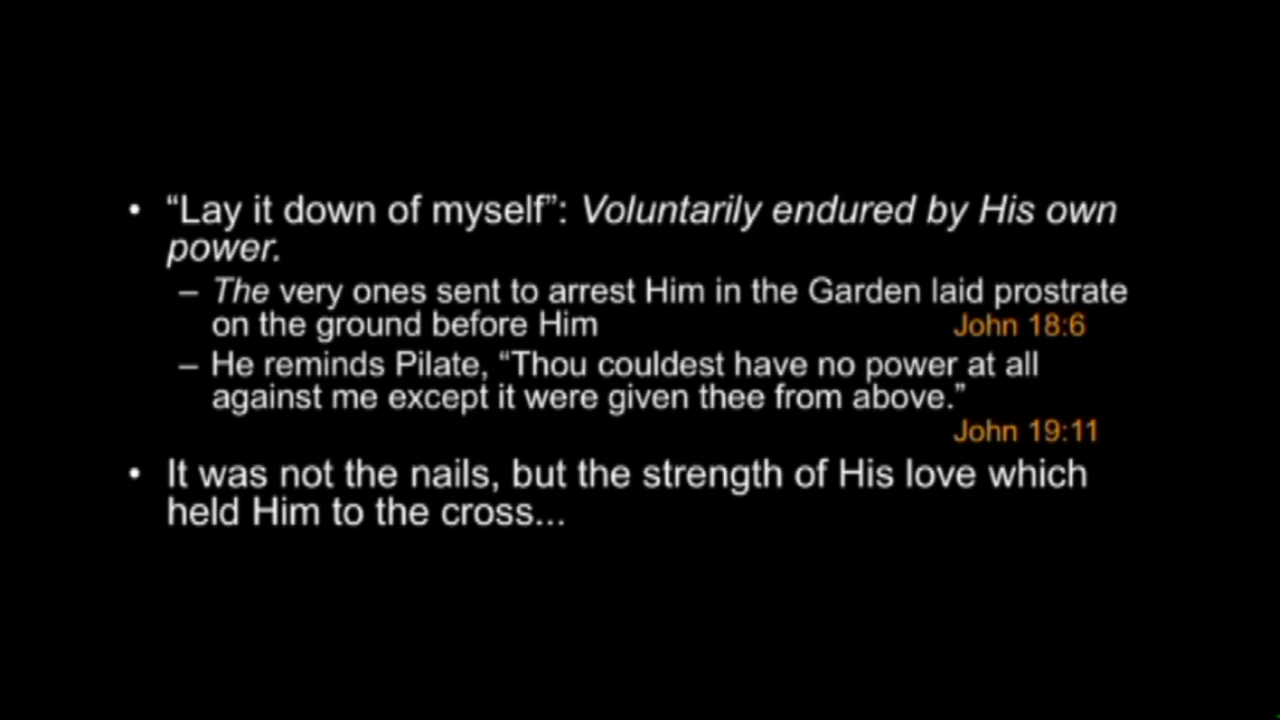 • “Lay it down of myself”: Voluntarily endured by His own
power.
– The very ones sent to arrest Him in the Garden laid prostrate
on the ground before Him John 18:6
– He reminds Pilate, “Thou couldest have no power at all
against me except it were given thee from above.”
John 19:11
• It was not the nails, but the strength of His love which
held Him to the cross...